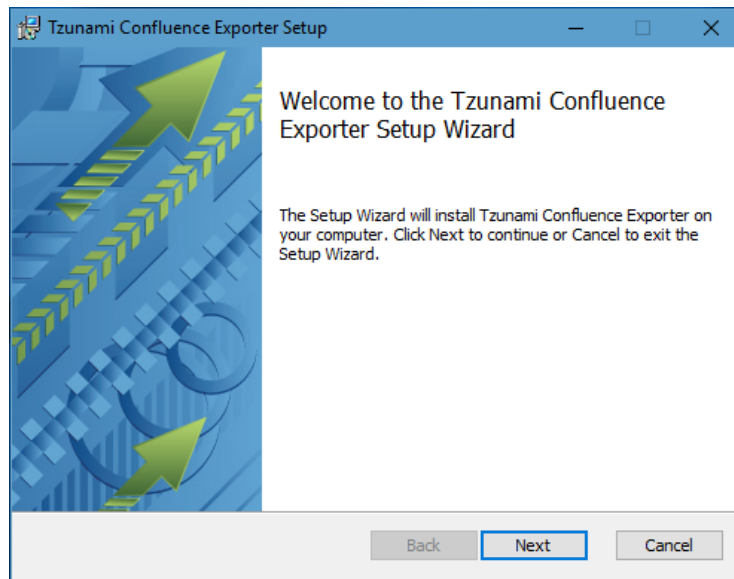 Tzunami Confluence Exporter Setup
Welcome to the Tzunami Confluence
Exporter Setup Wizard
The Setup Wizard will install Tzunami Confluence Exporter on
your computer. Click Next to continue or Cancel to exit the
Setup Wizard.
Back
Next
Cancel